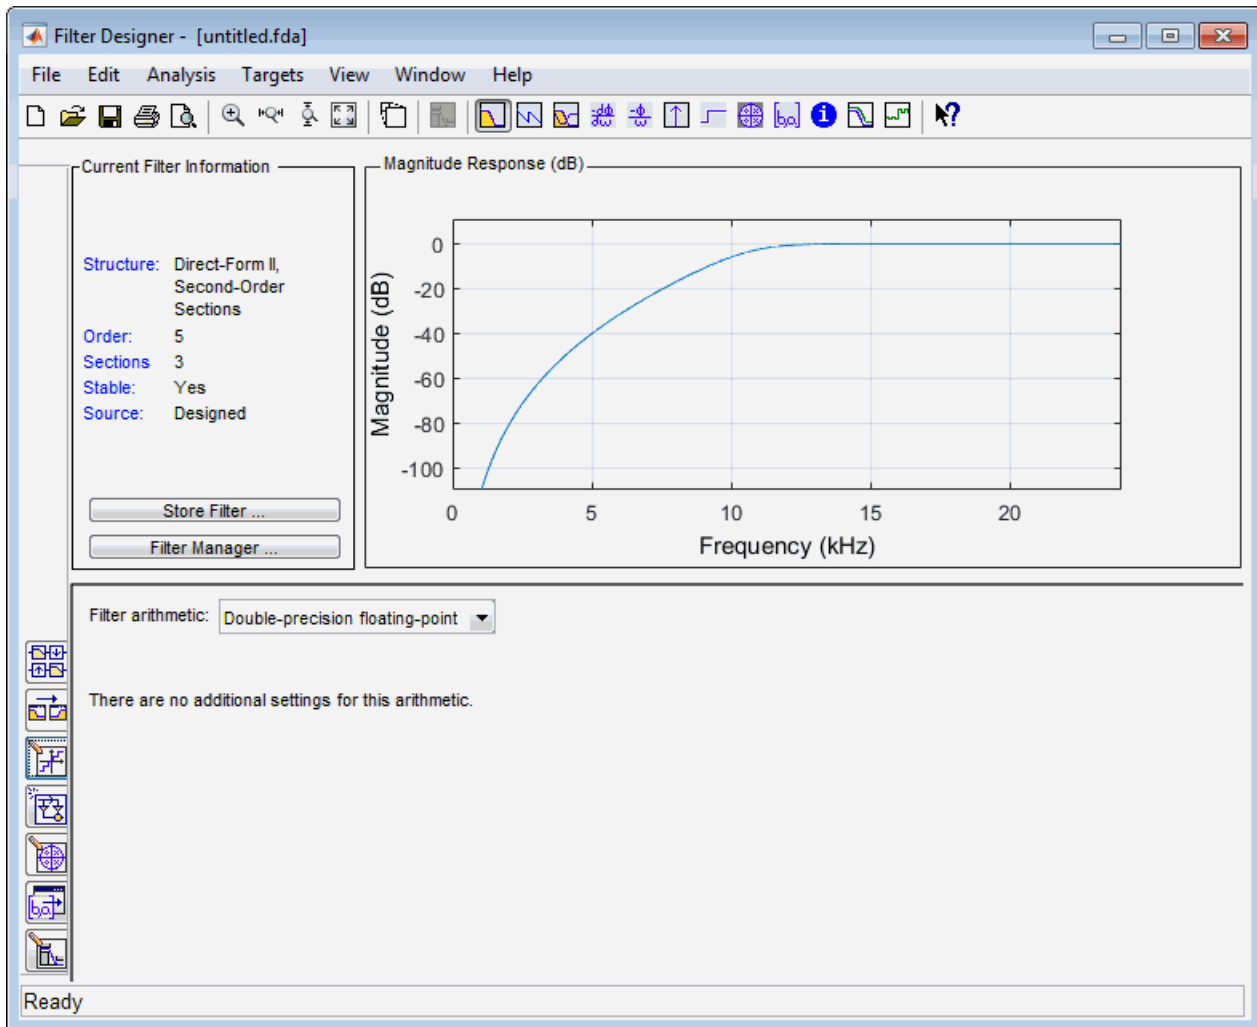 Filter Designer - [untitled.fda]
File Edit Analysis Targets View Window Help
Current Filter Information
Structure: Direct-Form II,
Second-Order
Sections
Order: 5
Sections 3
Stable: Yes
Source: Designed
Store Filter ...
Filter Manager ...
Magnitude Response (dB)
Magnitude (dB)
0
-20
-40
-60
-80
-100
0 5 10 15 20
Frequency (kHz)
Filter arithmetic: Double-precision floating-point
There are no additional settings for this arithmetic.
Ready